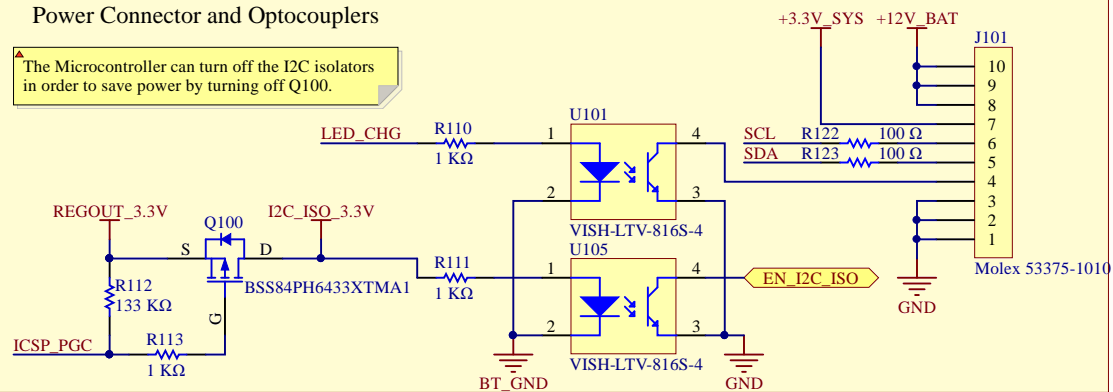 Power Connector and Optocouplers
The Microcontroller can turn off the I2C isolators
in order to save power by turning off Q100.
+3.3V_SYS
+12V_BAT
J101
10
9
8
7
6
5
4
3
2
1
Molex 53375-1010
GND
SCL
R122
100 Ω
SDA
R123
100 Ω
LED_CHG
R110
1 KΩ
U101
1
2
4
3
VISH-LTV-816S-4
REGOUT_3.3V
Q100
I2C_ISO_3.3V
S
D
G
BSS84PH6433XTMA1
R112
133 KΩ
ICSP_PGC
R113
1 KΩ
R111
1 KΩ
U105
1
2
4
3
VISH-LTV-816S-4
EN_I2C_ISO
BT_GND
GND